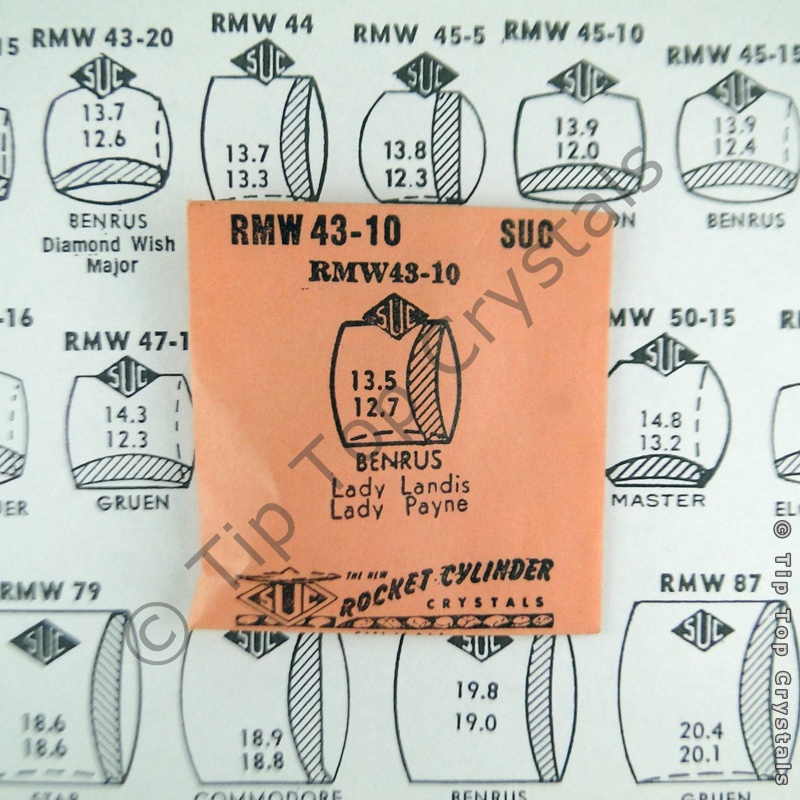 15
RMW 43-20
RMW 44
RMW 45-5
RMW 45-10
RMW 45-15
SUC
13.7
12.6
BENRUS
Diamond Wish
Major
SUC
13.7
13.3
SUC
13.8
12.3
SUC
13.9
12.0
ON
SUC
13.9
12.4
BENRUS
RMW 43-10 SUC
RMW43-10
SUC
13.5
12.7
BENRUS
Lady Landis
Lady Payne
THE NEW
SUC
ROCKET CYLINDER
CRYSTALS
-16
RMW 47-1
SUC
14.3
12.3
GRUEN
MW 50-15
SUC
14.8
13.2
MASTER
RMW 79
SUC
18.6
18.6
STAR
SUC
18.9
18.8
COMMODORE
SUC
19.8
19.0
BENRUS
RMW 87
SUC
20.4
20.1
GRUEN
© Tip Top Crystals
© Tip Top Crystals